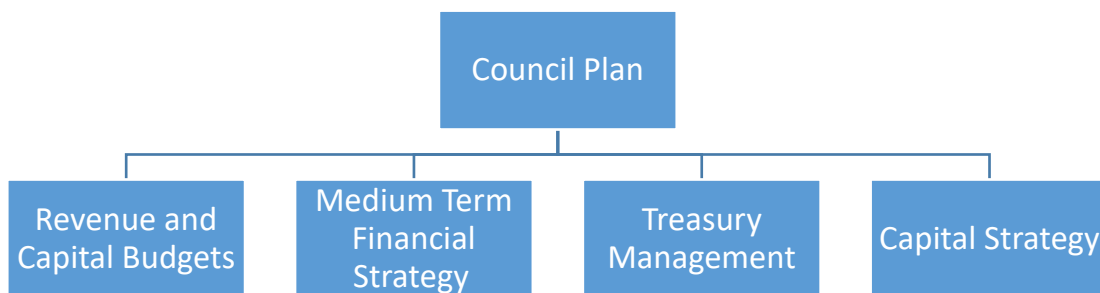 Council Plan
Revenue and
Capital Budgets
Medium Term
Financial
Strategy
Treasury
Management
Capital Strategy